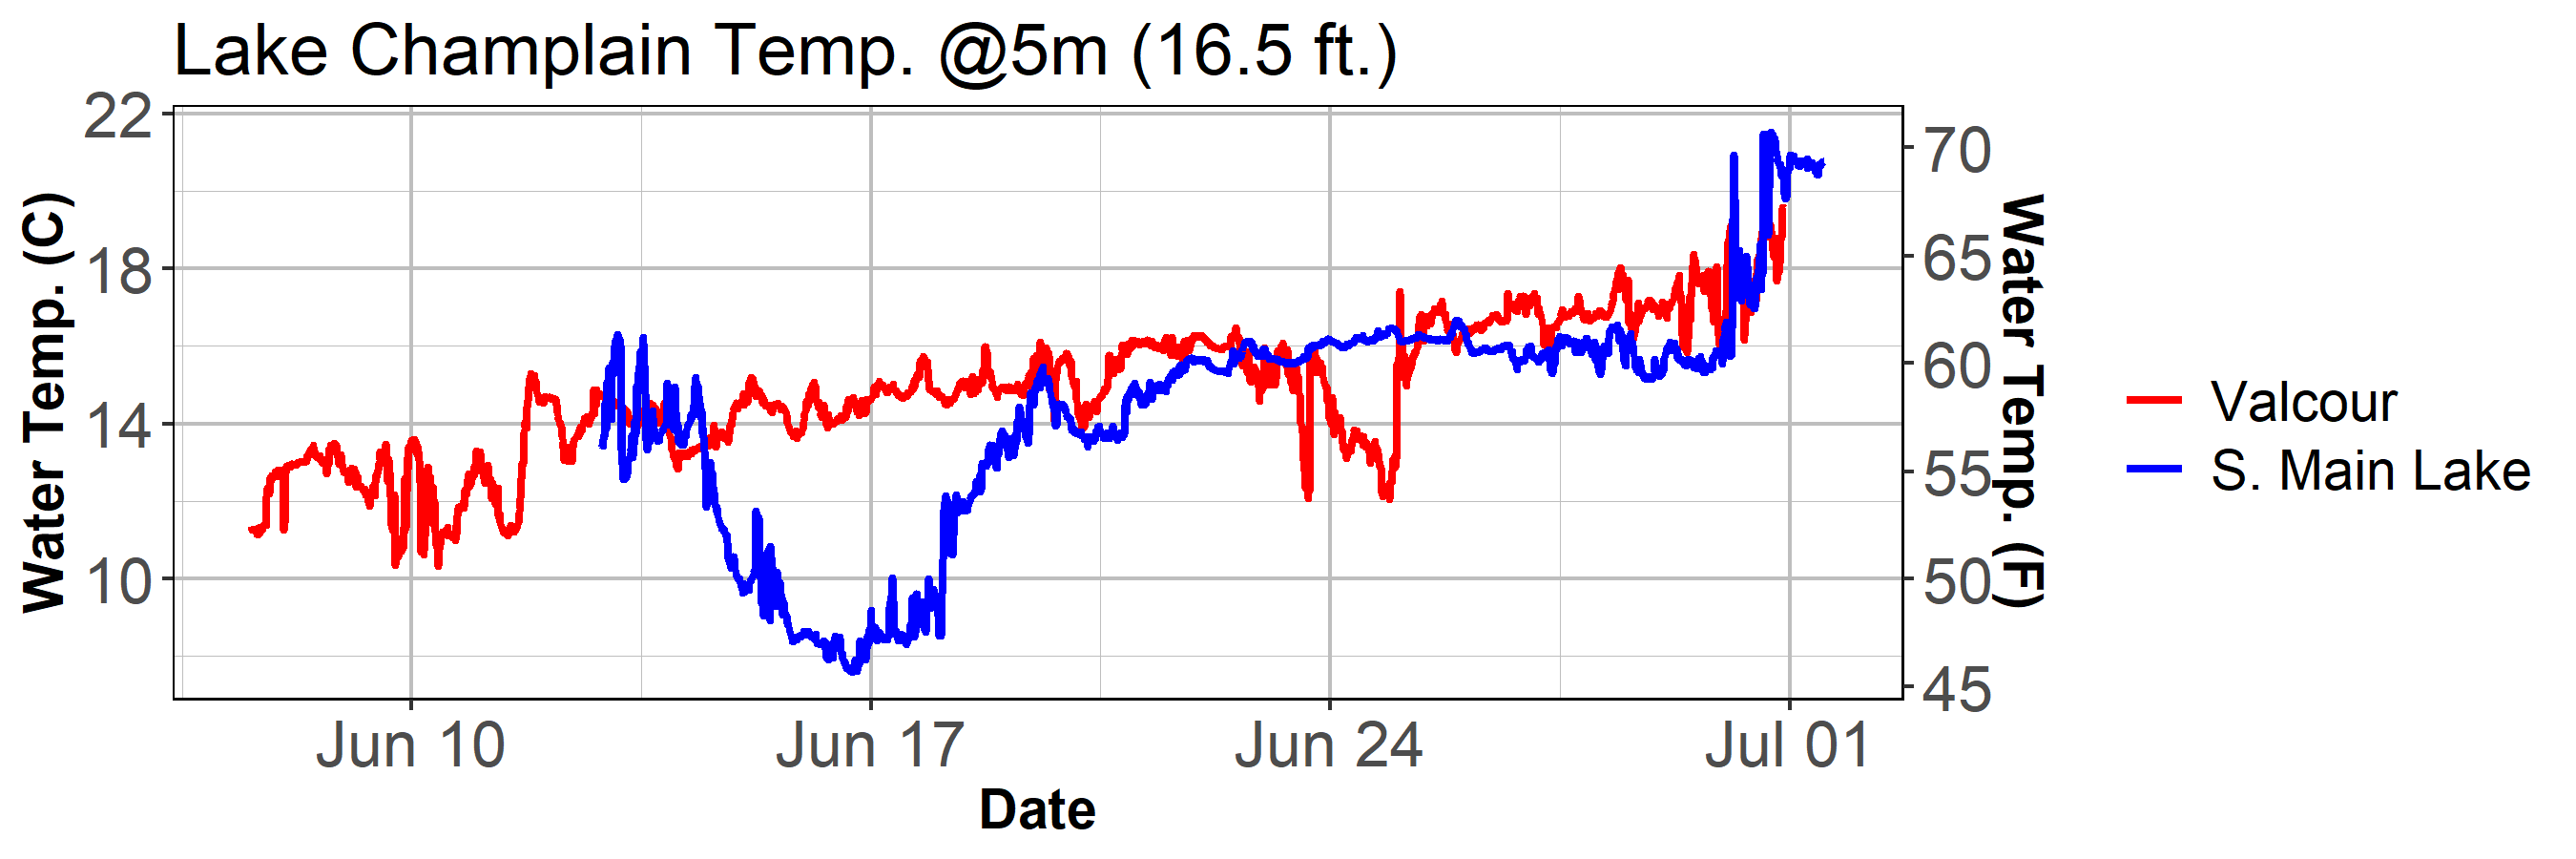 Lake Champlain Temp. @5m (16.5 ft.)
Water Temp. (C)
22
18
14
10
70
65
60
55
50
45
Water Temp. (F)
Jun 10
Jun 17
Jun 24
Jul 01
Date
Valcour
S. Main Lake